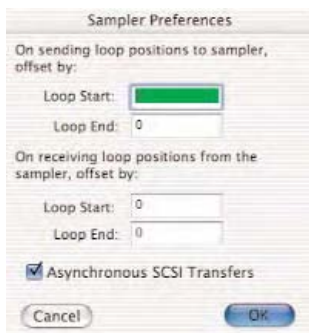 Sampler Preferences
On sending loop positions to sampler,
offset by:
Loop Start:
Loop End: 0
On receiving loop positions from the
sampler, offset by:
Loop Start: 0
Loop End: 0
Asynchronous SCSI Transfers
Cancel OK